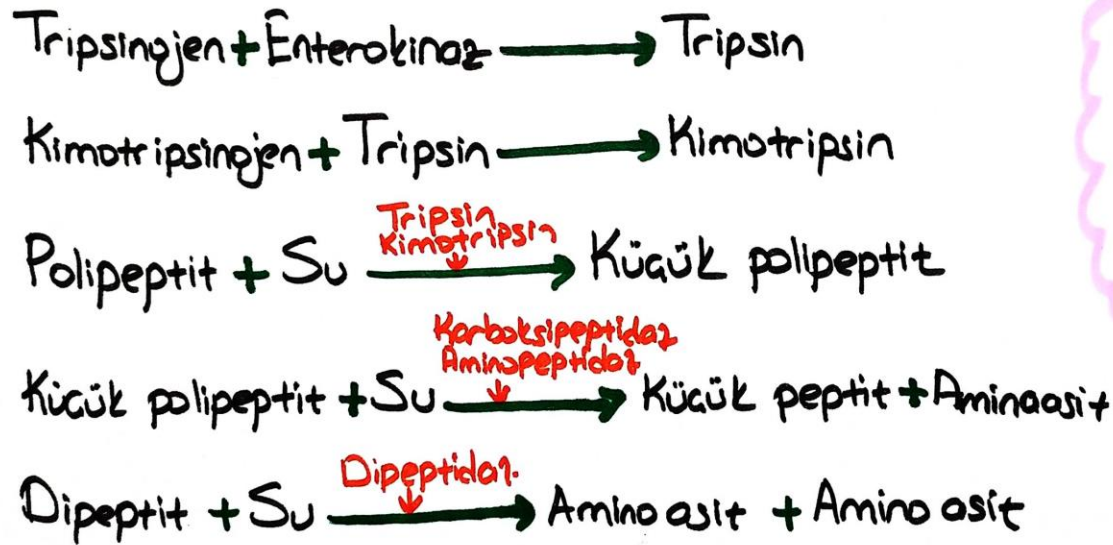 Tripsinojen + Enterokinaz → Tripsin
Kimotripsinojen + Tripsin → Kimotripsin
Tripsin
Kimotripsin
Polipeptit + Su → Küçük polipeptit
Karboksipeptidaz
Aminopeptidaz
Küçük polipeptit + Su → Küçük peptit + Aminoasit
Dipeptidaz
Dipeptit + Su → Amino asit + Amino asit